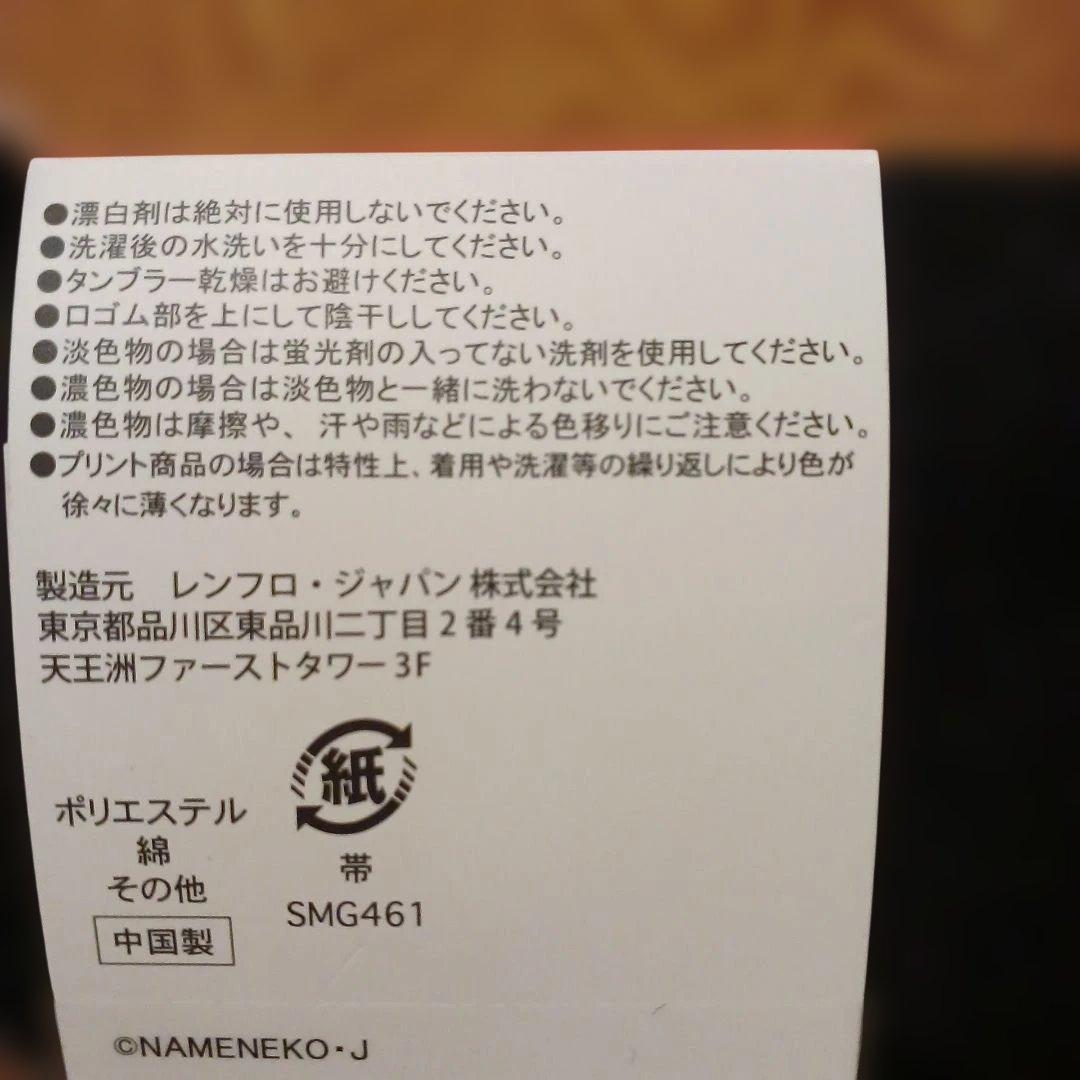 ●漂白剤は絶対に使用しないでください。
●洗濯後の水洗いを十分にしてください。
●タンブラー乾燥はお避けください。
●口ゴム部を上にして陰干ししてください。
●淡色物の場合は蛍光剤の入ってない洗剤を使用してください。
●濃色物の場合は淡色物と一緒に洗わないでください。
●濃色物は摩擦や、汗や雨などによる色移りにご注意ください。
●プリント商品の場合は特性上、着用や洗濯等の繰り返しにより色が
徐々に薄くなります。
製造元　レンフロ・ジャパン株式会社
東京都品川区東品川二丁目2番4号
天王洲ファーストタワー3F
紙
帯
SMG461
ポリエステル
綿
その他
中国製
©NAMENEKO・J